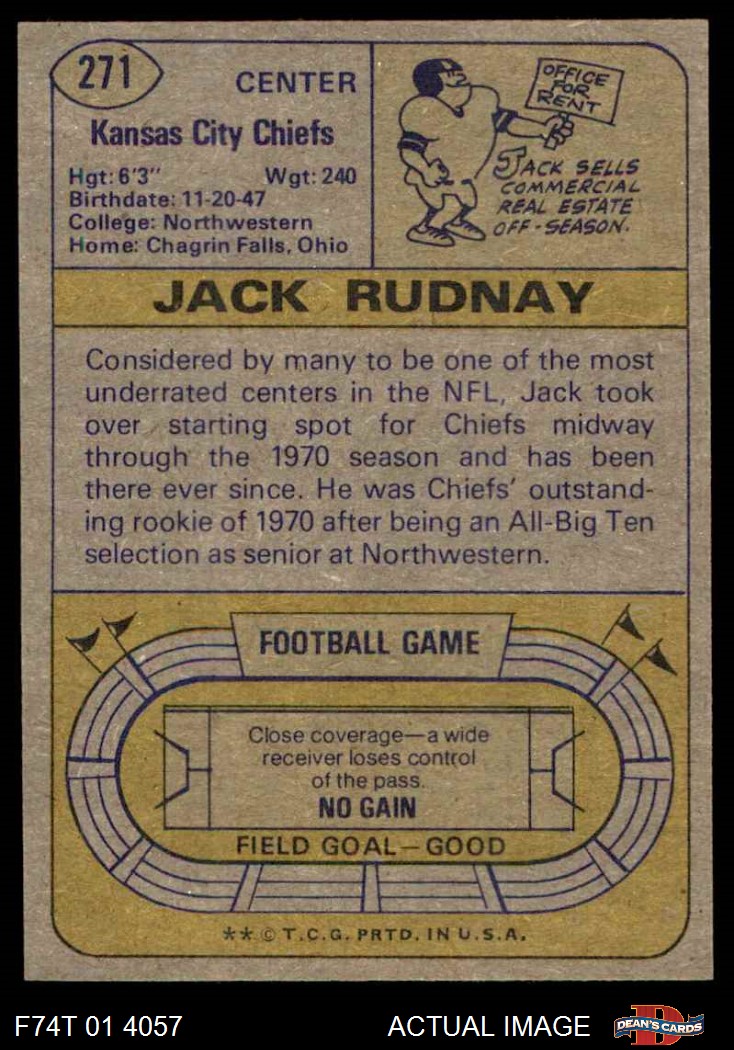 271
CENTER
Kansas City Chiefs
Hgt: 6'3" Wgt: 240
Birthdate: 11-20-47
College: Northwestern
Home: Chagrin Falls, Ohio
OFFICE
FOR
RENT
JACK SELLS
COMMERCIAL
REAL ESTATE
OFF-SEASON.
JACK RUDNAY
Considered by many to be one of the most
underrated centers in the NFL, Jack took
over starting spot for Chiefs midway
through the 1970 season and has been
there ever since. He was Chiefs' outstand-
ing rookie of 1970 after being an All-Big Ten
selection as senior at Northwestern.
FOOTBALL GAME
Close coverage—a wide
receiver loses control
of the pass.
NO GAIN
FIELD GOAL—GOOD
** © T.C.G. PRTD. IN U.S.A.
F74T 01 4057 ACTUAL IMAGE
D
DEAN'S CARDS